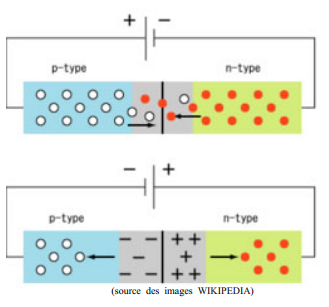 + −
p-type n-type
− +
p-type n-type
− − + +
− +
− − + +
(source des images WIKIPEDIA)